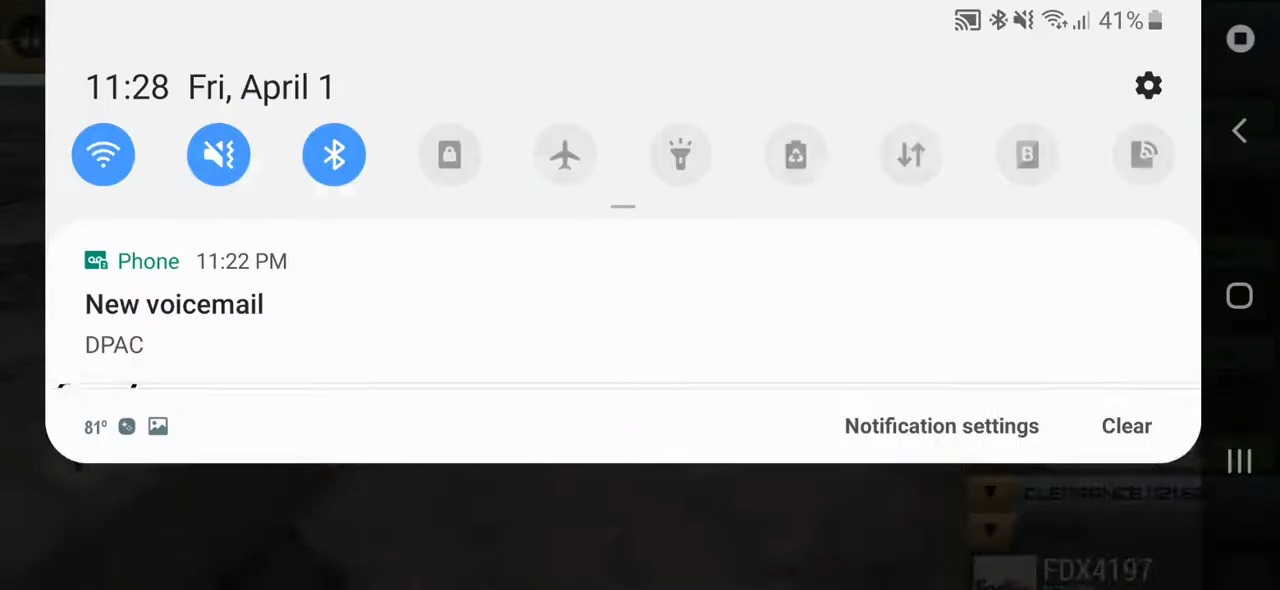 41%
11:28 Fri, April 1
B
Phone 11:22 PM
New voicemail
DPAC
81° Notification settings Clear
FDX4197